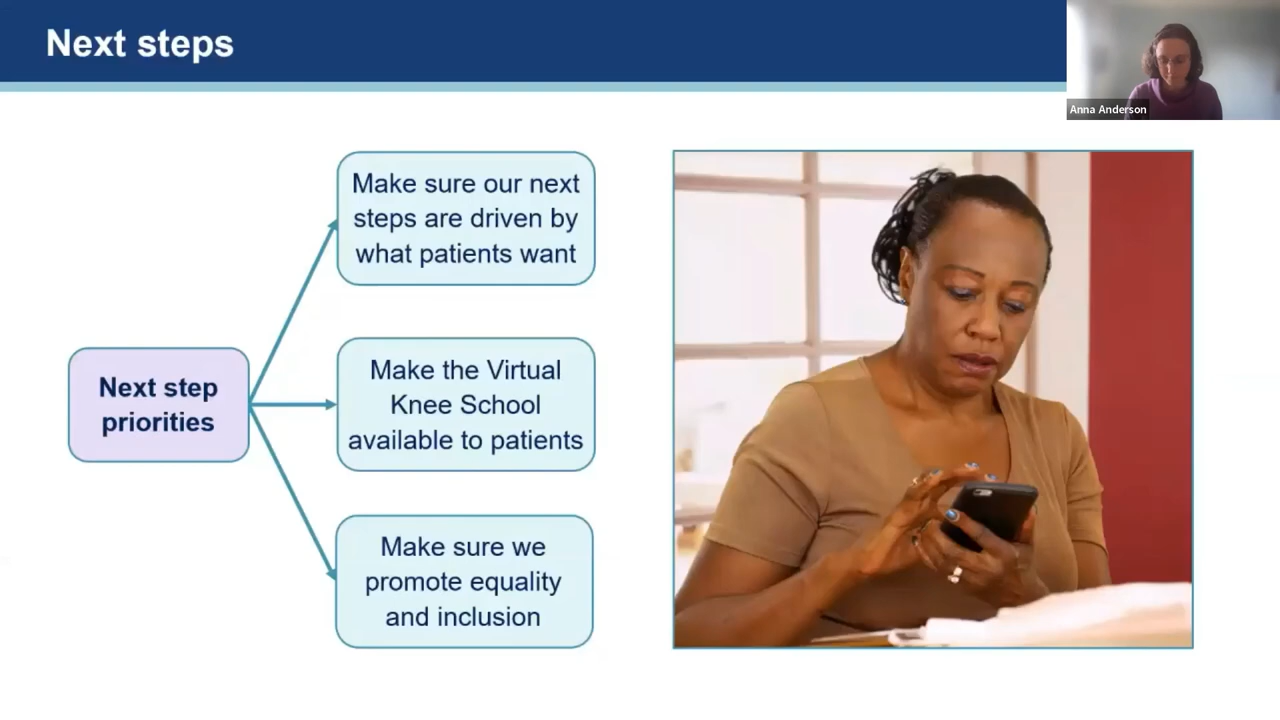 Next steps
Anna Anderson
Make sure our next
steps are driven by
what patients want
Next step
priorities
Make the Virtual
Knee School
available to patients
Make sure we
promote equality
and inclusion